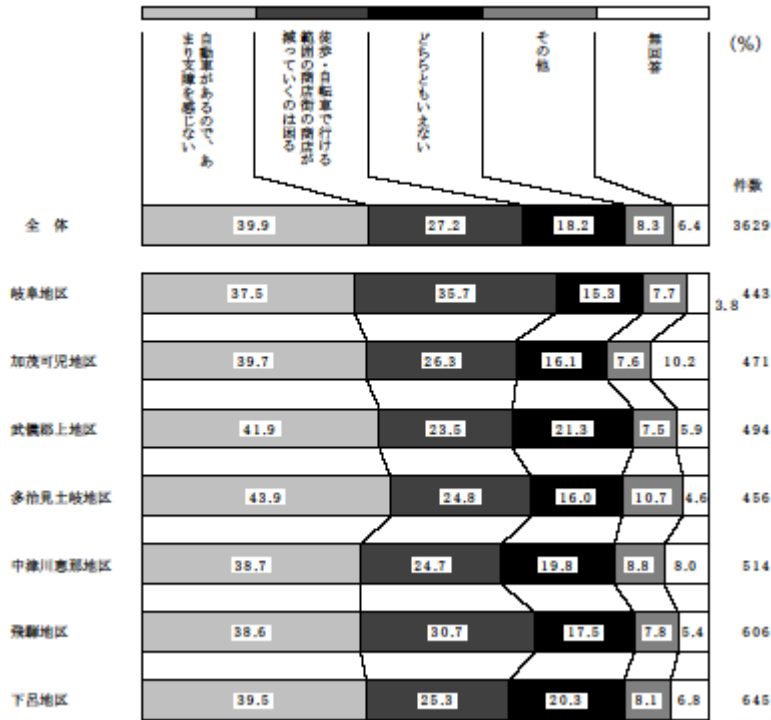 (%)
自動車があるので、あ
まり支障を感じない
徒歩・自転車で行ける
範囲の商店街の商店が
減っていくのは困る
どちらともいえない
その他
無回答
件数
全 体 39.9 27.2 18.2 8.3 6.4 3629
岐阜地区 37.5 35.7 15.3 7.7 3.8 443
加茂可児地区 39.7 26.3 16.1 7.6 10.2 471
武儀郡上地区 41.9 23.5 21.3 7.5 5.9 494
多治見土岐地区 43.9 24.8 16.0 10.7 4.6 456
中津川恵那地区 38.7 24.7 19.8 8.8 8.0 514
飛騨地区 38.6 30.7 17.5 7.8 5.4 606
下呂地区 39.5 25.3 20.3 8.1 6.8 645